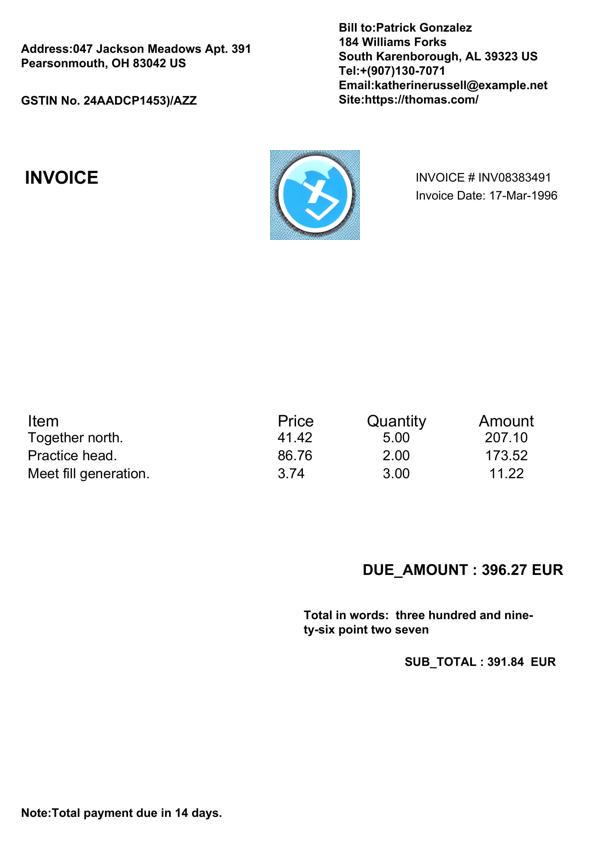 Address:047 Jackson Meadows Apt. 391
Pearsonmouth, OH 83042 US
GSTIN No. 24AADCP1453)/AZZ
Bill to:Patrick Gonzalez
184 Williams Forks
South Karenborough, AL 39323 US
Tel:+(907)130-7071
Email:katherinerussell@example.net
Site:https://thomas.com/
INVOICE
INVOICE # INV08383491
Invoice Date: 17-Mar-1996
Item Price Quantity Amount
Together north. 41.42 5.00 207.10
Practice head. 86.76 2.00 173.52
Meet fill generation. 3.74 3.00 11.22
DUE_AMOUNT : 396.27 EUR
Total in words:  three hundred and nine-
ty-six point two seven
SUB_TOTAL : 391.84  EUR
Note:Total payment due in 14 days.